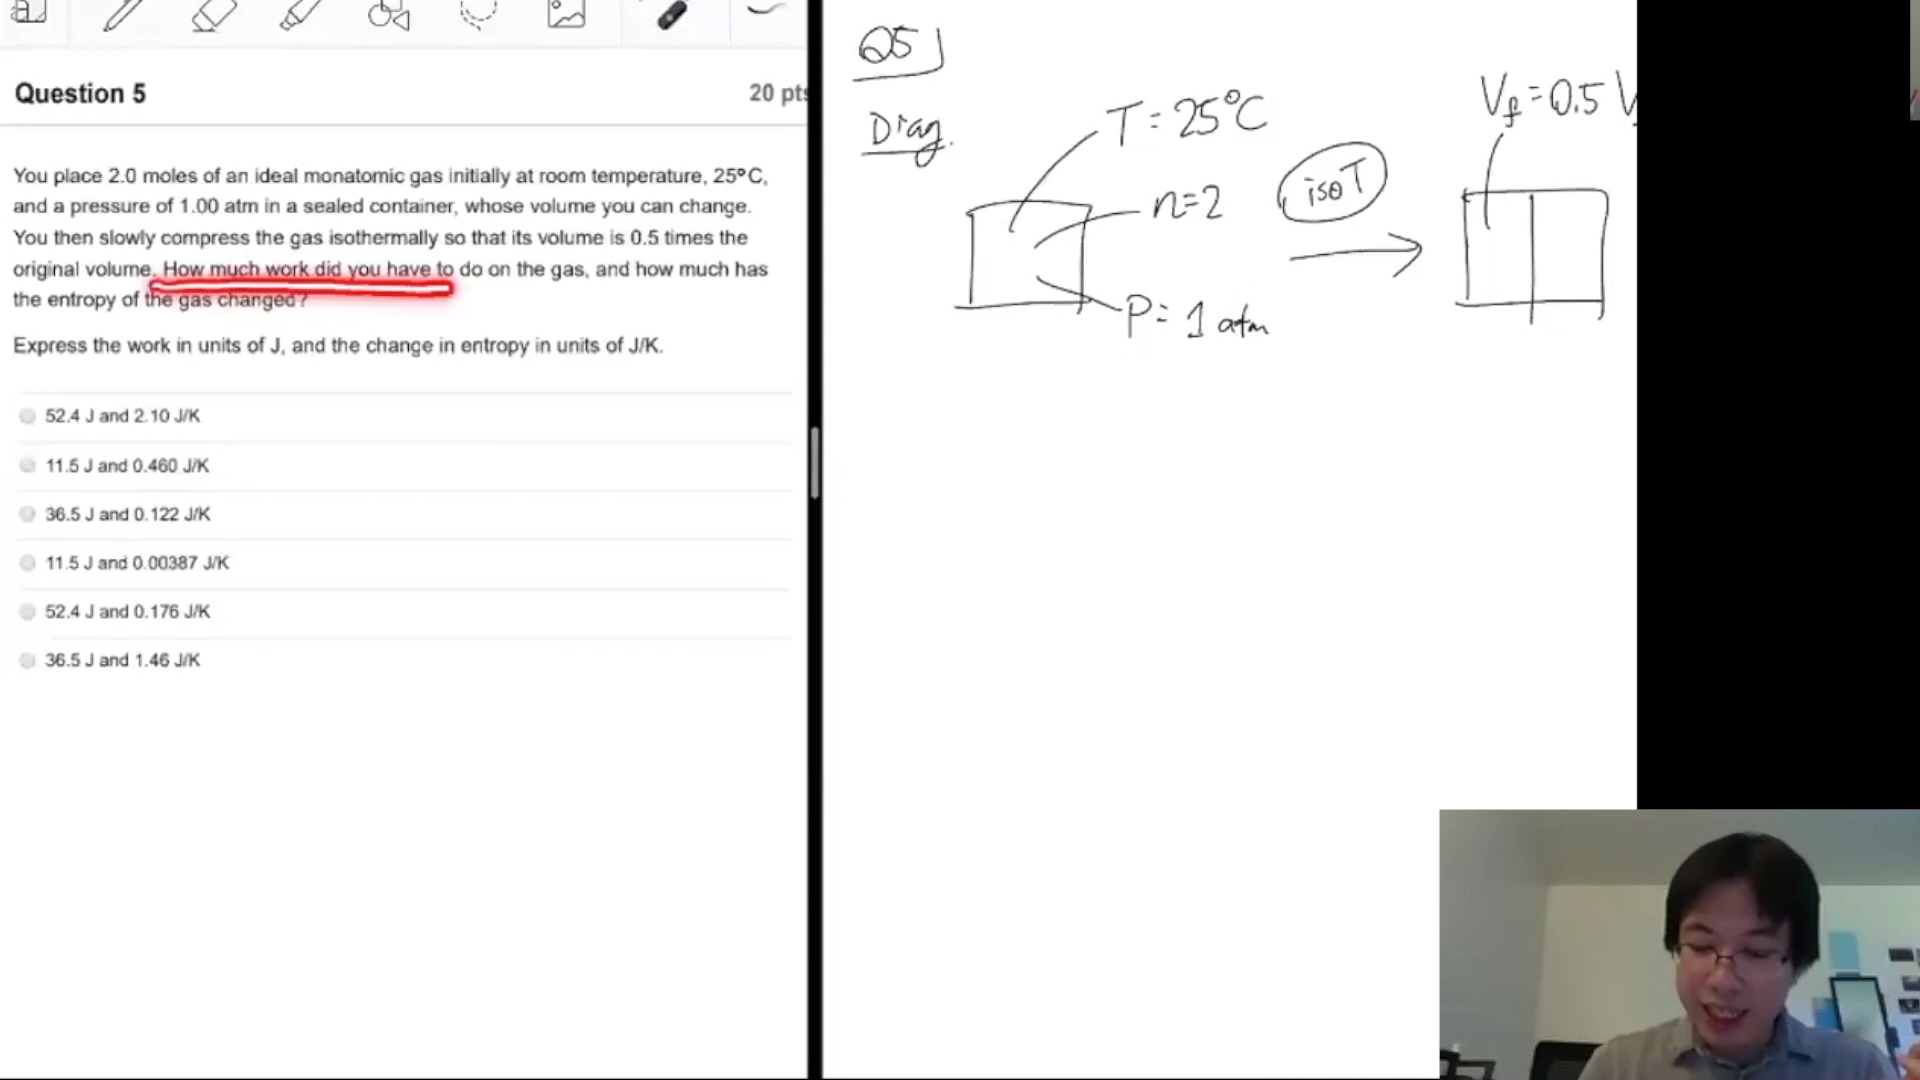 Question 5
20 pts
You place 2.0 moles of an ideal monatomic gas initially at room temperature, 25°C,
and a pressure of 1.00 atm in a sealed container, whose volume you can change.
You then slowly compress the gas isothermally so that its volume is 0.5 times the
original volume. How much work did you have to do on the gas, and how much has
the entropy of the gas changed?
Express the work in units of J, and the change in entropy in units of J/K.
52.4 J and 2.10 J/K
11.5 J and 0.460 J/K
36.5 J and 0.122 J/K
11.5 J and 0.00387 J/K
52.4 J and 0.176 J/K
36.5 J and 1.46 J/K
Q5
Diag.
T = 25°C
n=2
P = 1 atm
iso T
Vf = 0.5 V